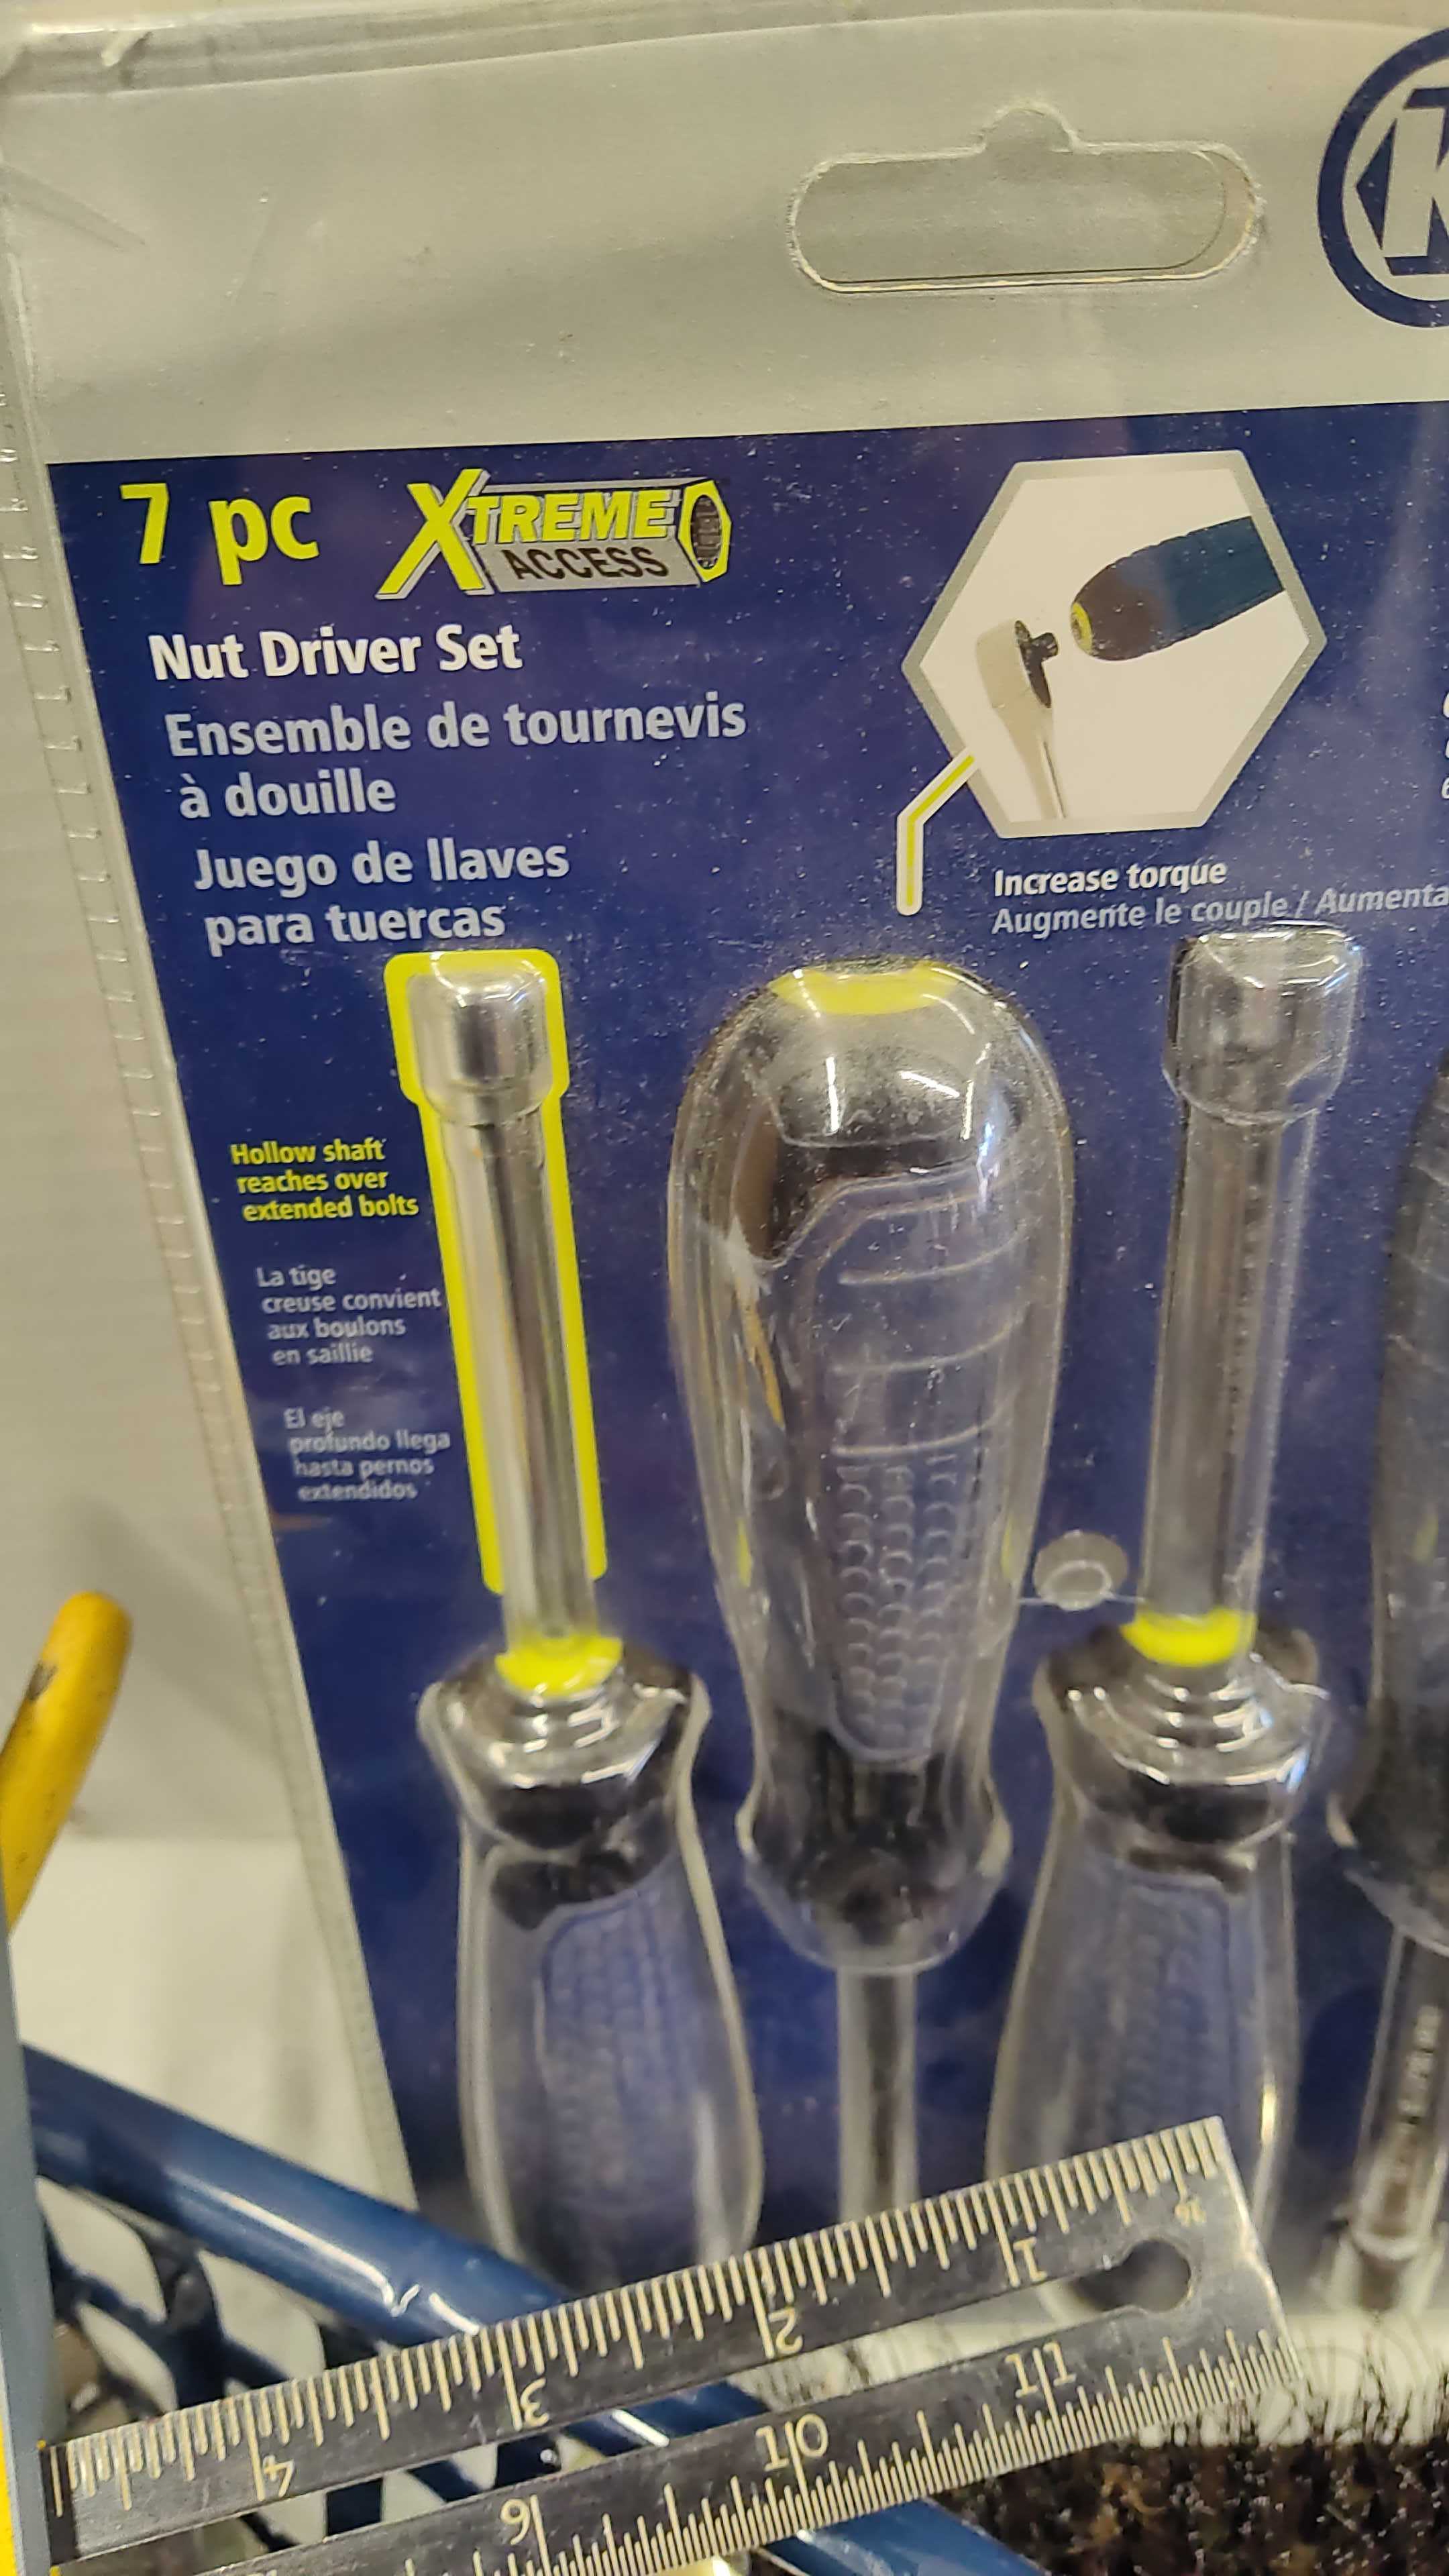 K
7 pc XTREME
ACCESS
Nut Driver Set
Ensemble de tournevis
à douille
Juego de llaves
para tuercas
Increase torque
Augmente le couple / Aumenta
Hollow shaft
reaches over
extended bolts
La tige
creuse convient
aux boulons
en saillie
El eje
profundo llega
hasta pernos
extendidos
1
2
3
4
11
10
9